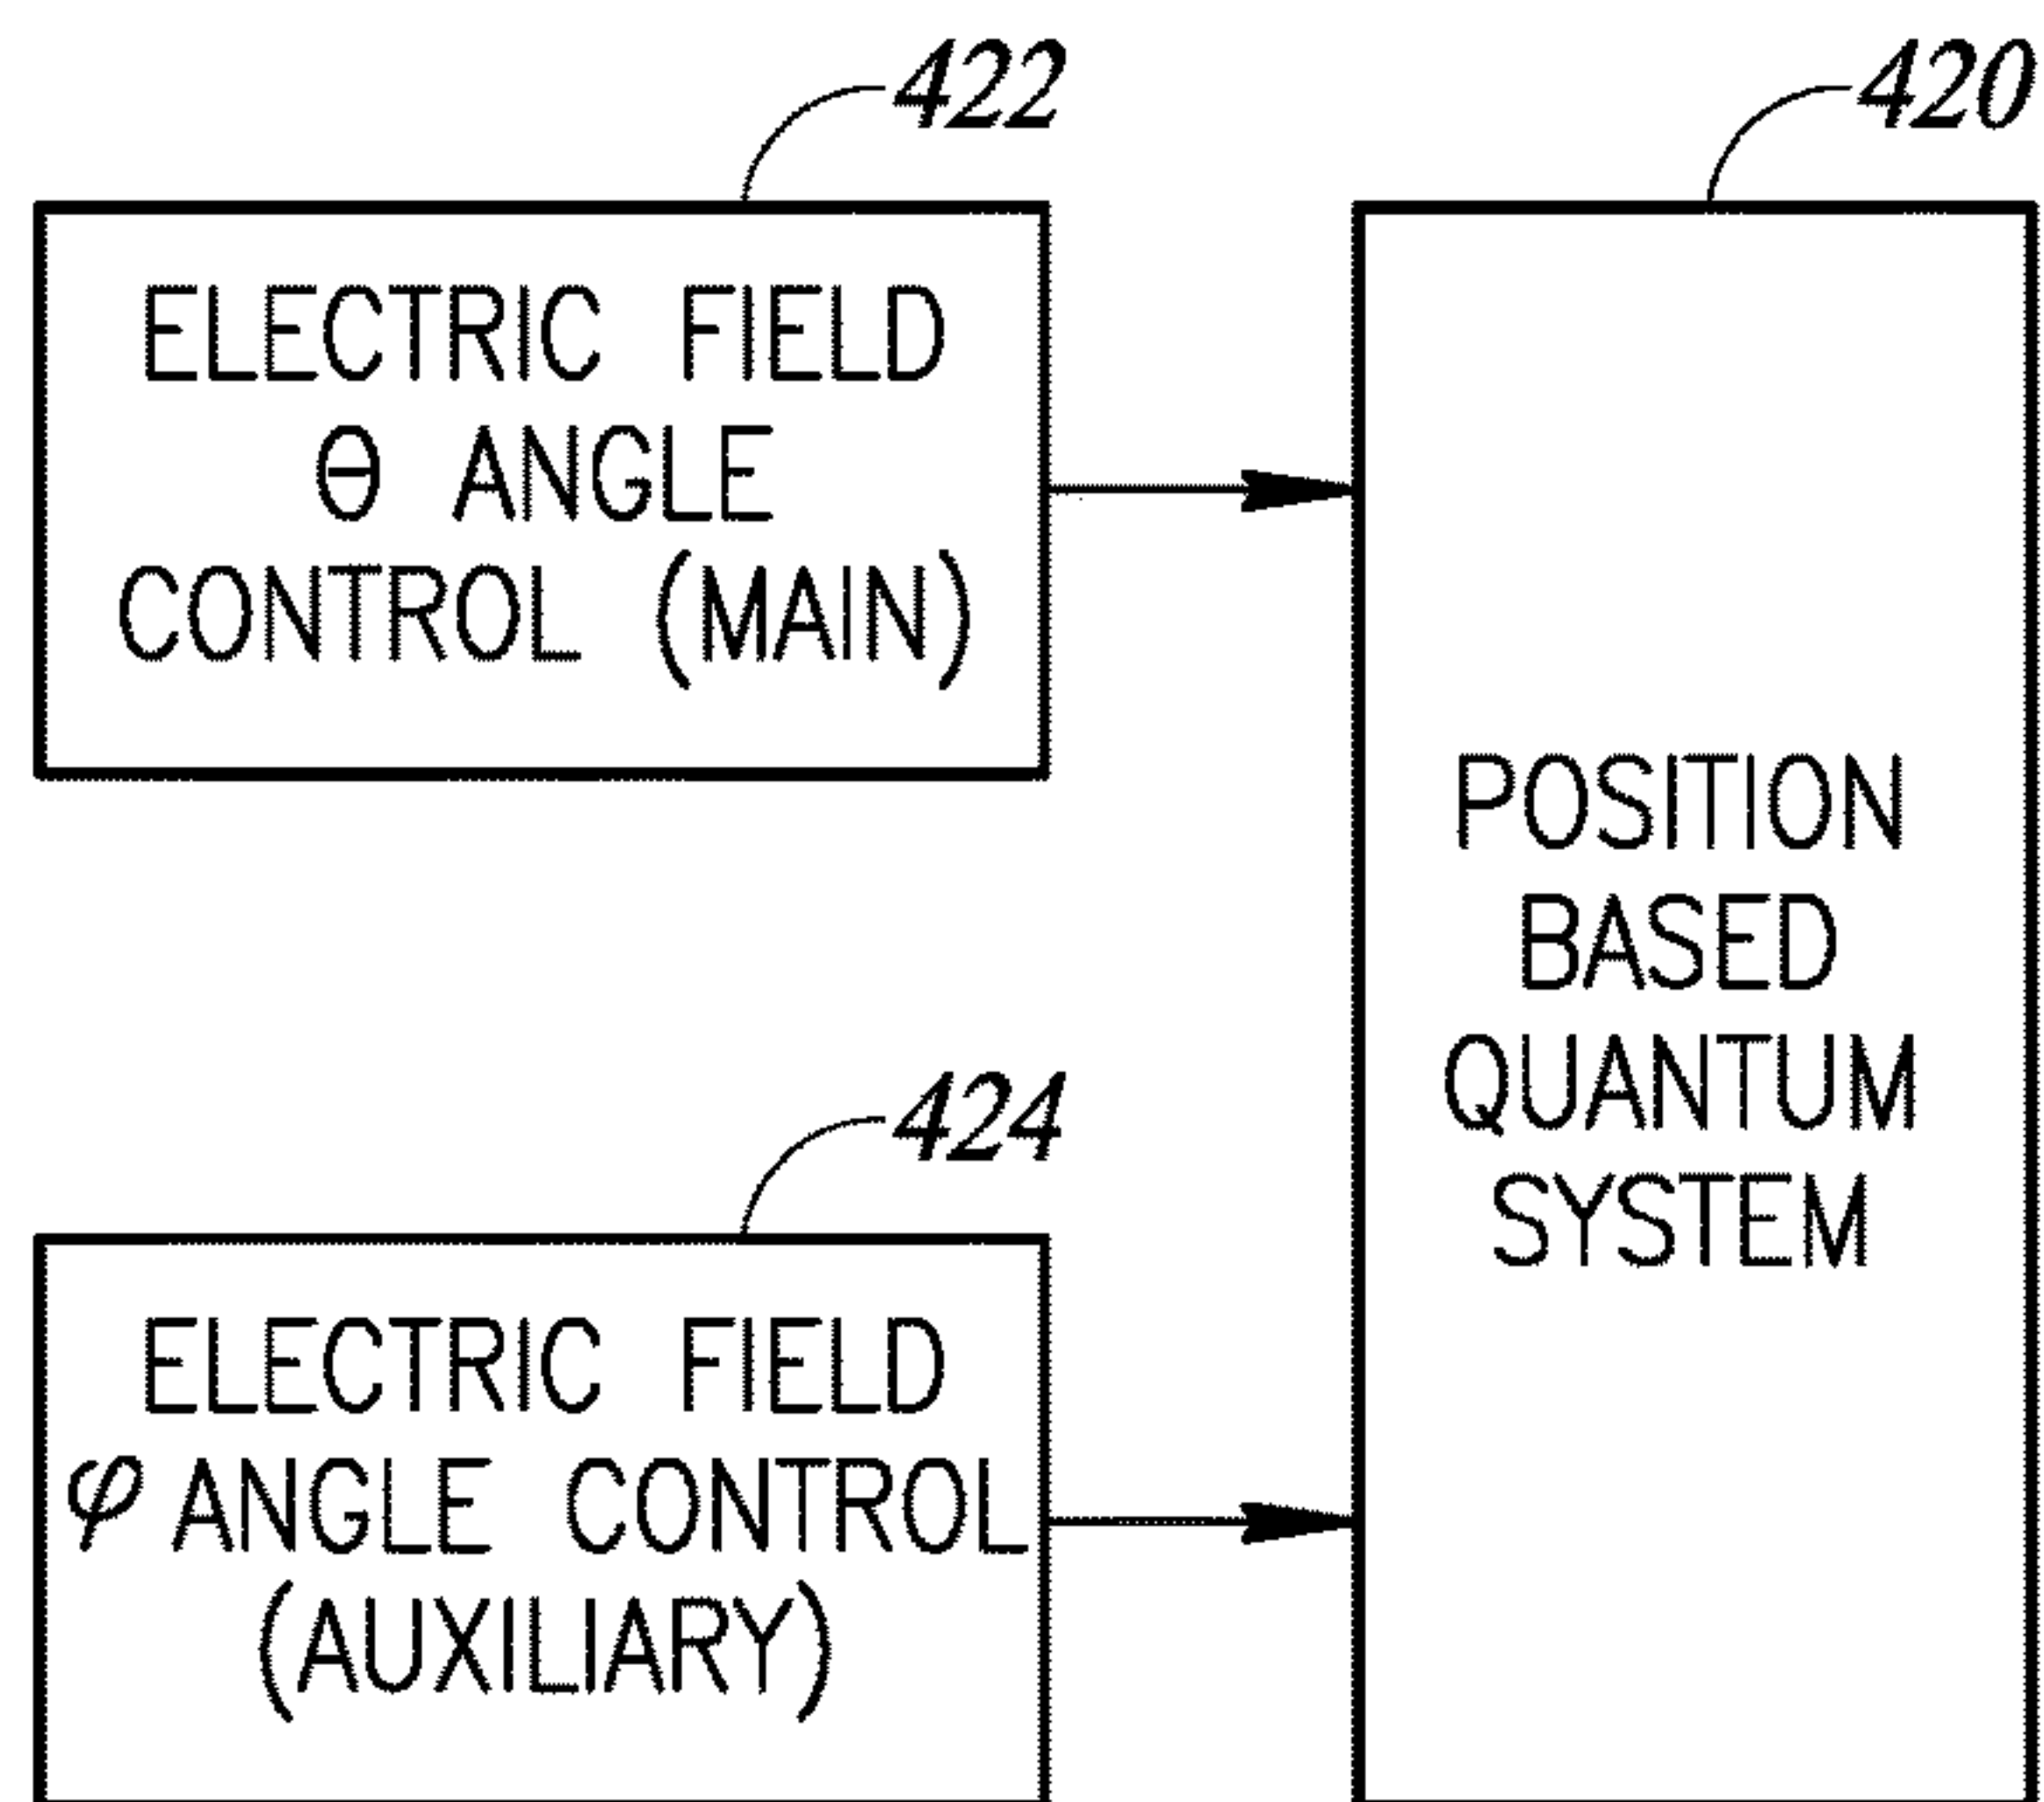 422
ELECTRIC FIELD
θ ANGLE
CONTROL (MAIN)
420
POSITION
BASED
QUANTUM
SYSTEM
424
ELECTRIC FIELD
φ ANGLE CONTROL
(AUXILIARY)